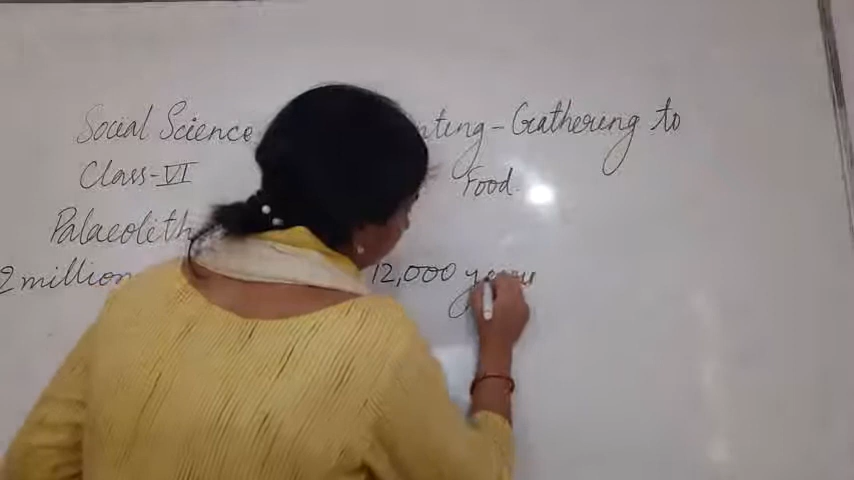 Social Science nting - Gathering to
Class - VI Food.
Palaeolith
2 million 12,000 years